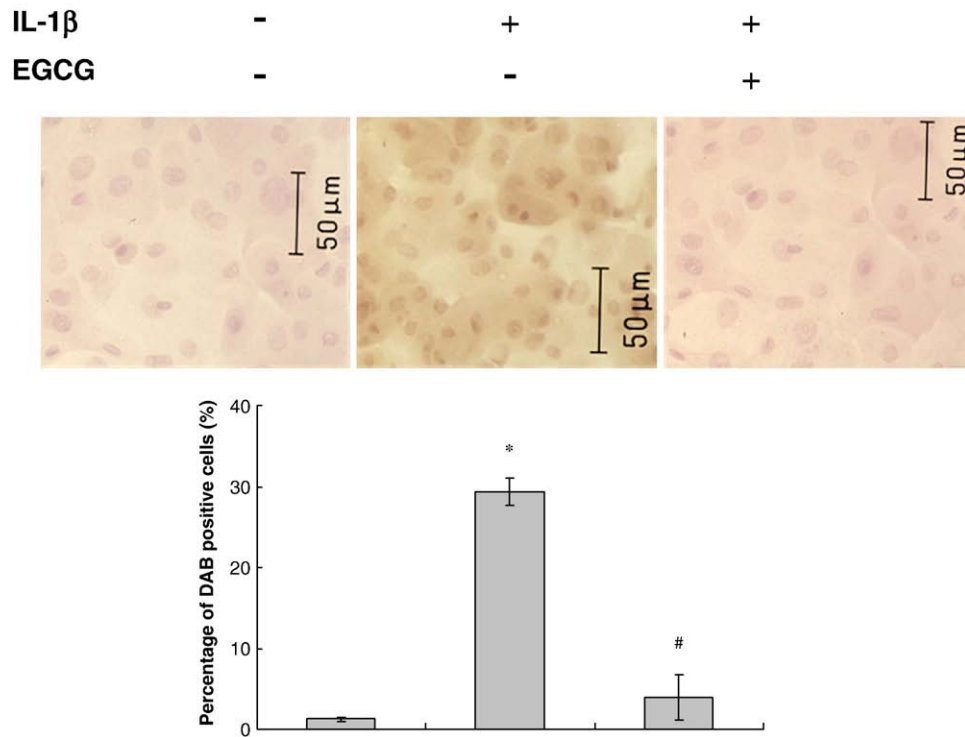 IL-1β - + +
EGCG - - +
50 μm
50 μm
50 μm
Percentage of DAB positive cells (%)
40
30
20
10
0
*
#